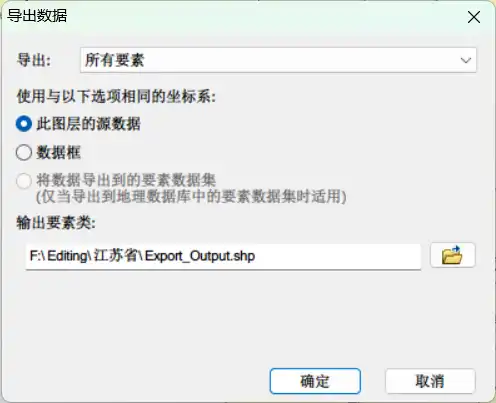 导出数据
导出: 所有要素
使用与以下选项相同的坐标系:
此图层的源数据
数据框
将数据导出到的要素数据集
(仅当导出到地理数据库中的要素数据集时适用)
输出要素类:
F:\Editing\江苏省\Export_Output.shp
确定 取消